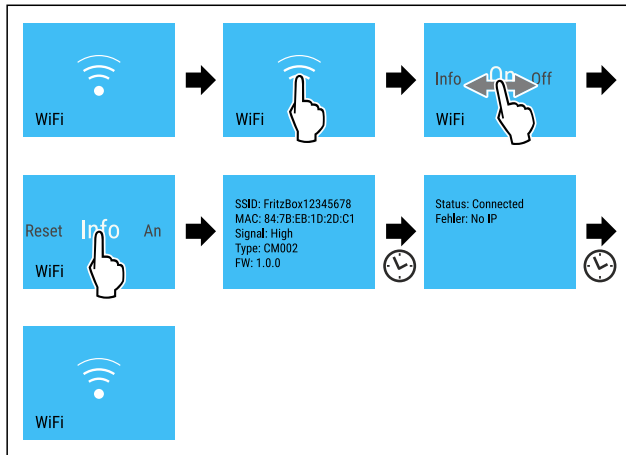 WiFi
WiFi
Info On Off
WiFi
Reset Info An
WiFi
SSID: FritzBox12345678
MAC: 84:7B:EB:1D:2D:C1
Signal: High
Type: CM002
FW: 1.0.0
Status: Connected
Fehler: No IP
WiFi